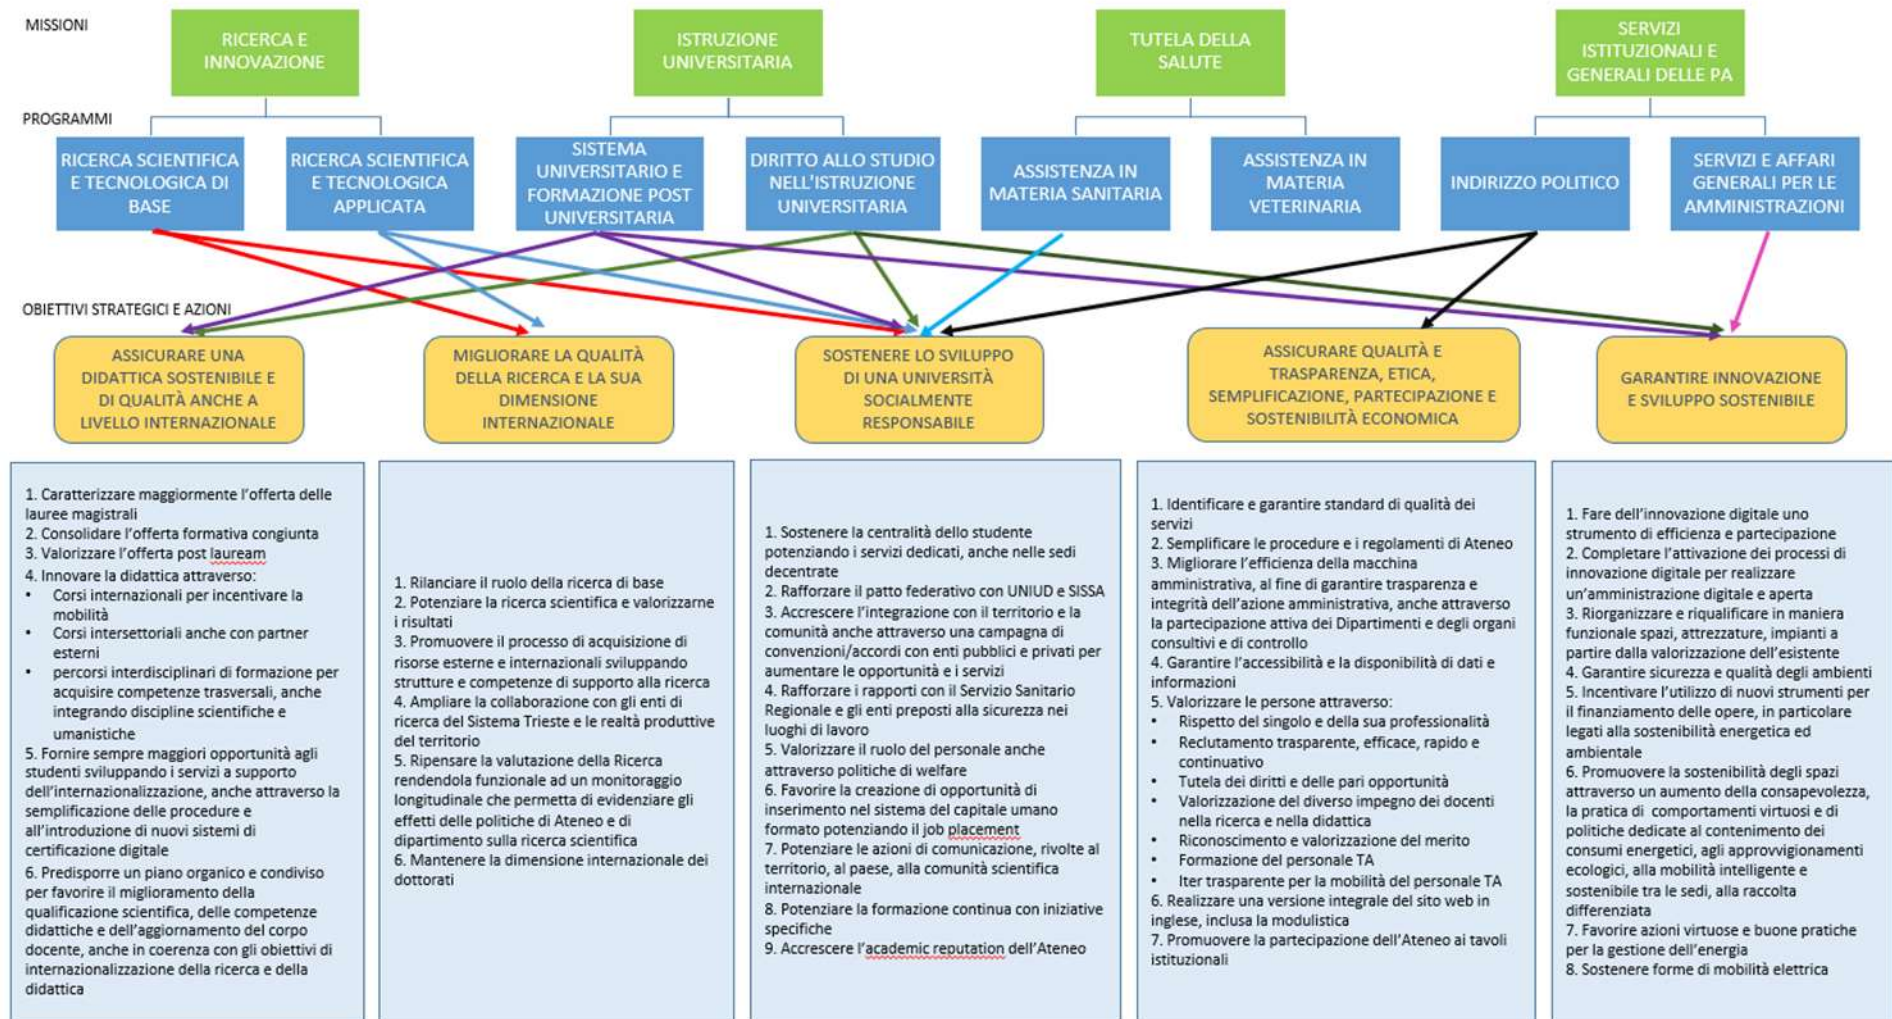 MISSIONI
RICERCA E
INNOVAZIONE
ISTRUZIONE
UNIVERSITARIA
TUTELA DELLA
SALUTE
SERVIZI
ISTITUZIONALI E
GENERALI DELLE PA
PROGRAMMI
RICERCA SCIENTIFICA
E TECNOLOGICA DI
BASE
RICERCA SCIENTIFICA
E TECNOLOGICA
APPLICATA
SISTEMA
UNIVERSITARIO E
FORMAZIONE POST
UNIVERSITARIA
DIRITTO ALLO STUDIO
NELL'ISTRUZIONE
UNIVERSITARIA
ASSISTENZA IN
MATERIA SANITARIA
ASSISTENZA IN
MATERIA
VETERINARIA
INDIRIZZO POLITICO
SERVIZI E AFFARI
GENERALI PER LE
AMMINISTRAZIONI
OBIETTIVI STRATEGICI E AZIONI
ASSICURARE UNA
DIDATTICA SOSTENIBILE E
DI QUALITÀ ANCHE A
LIVELLO INTERNAZIONALE
MIGLIORARE LA QUALITÀ
DELLA RICERCA E LA SUA
DIMENSIONE
INTERNAZIONALE
SOSTENERE LO SVILUPPO
DI UNA UNIVERSITÀ
SOCIALMENTE
RESPONSABILE
ASSICURARE QUALITÀ E
TRASPARENZA, ETICA,
SEMPLIFICAZIONE, PARTECIPAZIONE E
SOSTENIBILITÀ ECONOMICA
GARANTIRE INNOVAZIONE
E SVILUPPO SOSTENIBILE
1. Caratterizzare maggiormente l'offerta delle
lauree magistrali
2. Consolidare l'offerta formativa congiunta
3. Valorizzare l'offerta post lauream
4. Innovare la didattica attraverso:
• Corsi internazionali per incentivare la
mobilità
• Corsi intersettoriali anche con partner
esterni
• percorsi interdisciplinari di formazione per
acquisire competenze trasversali, anche
integrando discipline scientifiche e
umanistiche
5. Fornire sempre maggiori opportunità agli
studenti sviluppando i servizi a supporto
dell'internazionalizzazione, anche attraverso la
semplificazione delle procedure e
all'introduzione di nuovi sistemi di
certificazione digitale
6. Predisporre un piano organico e condiviso
per favorire il miglioramento della
qualificazione scientifica, delle competenze
didattiche e dell'aggiornamento del corpo
docente, anche in coerenza con gli obiettivi di
internazionalizzazione della ricerca e della
didattica
1. Rilanciare il ruolo della ricerca di base
2. Potenziare la ricerca scientifica e valorizzarne
i risultati
3. Promuovere il processo di acquisizione di
risorse esterne e internazionali sviluppando
strutture e competenze di supporto alla ricerca
4. Ampliare la collaborazione con gli enti di
ricerca del Sistema Trieste e le realtà produttive
del territorio
5. Ripensare la valutazione della Ricerca
rendendola funzionale ad un monitoraggio
longitudinale che permetta di evidenziare gli
effetti delle politiche di Ateneo e di
dipartimento sulla ricerca scientifica
6. Mantenere la dimensione internazionale dei
dottorati
1. Sostenere la centralità dello studente
potenziando i servizi dedicati, anche nelle sedi
decentrate
2. Rafforzare il patto federativo con UNIUD e SISSA
3. Accrescere l'integrazione con il territorio e la
comunità anche attraverso una campagna di
convenzioni/accordi con enti pubblici e privati per
aumentare le opportunità e i servizi
4. Rafforzare i rapporti con il Servizio Sanitario
Regionale e gli enti preposti alla sicurezza nei
luoghi di lavoro
5. Valorizzare il ruolo del personale anche
attraverso politiche di welfare
6. Favorire la creazione di opportunità di
inserimento nel sistema del capitale umano
formato potenziando il job placement
7. Potenziare le azioni di comunicazione, rivolte al
territorio, al paese, alla comunità scientifica
internazionale
8. Potenziare la formazione continua con iniziative
specifiche
9. Accrescere l'academic reputation dell'Ateneo
1. Identificare e garantire standard di qualità dei
servizi
2. Semplificare le procedure e i regolamenti di Ateneo
3. Migliorare l'efficienza della macchina
amministrativa, al fine di garantire trasparenza e
integrità dell'azione amministrativa, anche attraverso
la partecipazione attiva dei Dipartimenti e degli organi
consultivi e di controllo
4. Garantire l'accessibilità e la disponibilità di dati e
informazioni
5. Valorizzare le persone attraverso:
• Rispetto del singolo e della sua professionalità
• Reclutamento trasparente, efficace, rapido e
continuativo
• Tutela dei diritti e delle pari opportunità
• Valorizzazione del diverso impegno dei docenti
nella ricerca e nella didattica
• Riconoscimento e valorizzazione del merito
• Formazione del personale TA
• Iter trasparente per la mobilità del personale TA
6. Realizzare una versione integrale del sito web in
inglese, inclusa la modulistica
7. Promuovere la partecipazione dell'Ateneo ai tavoli
istituzionali
1. Fare dell'innovazione digitale uno
strumento di efficienza e partecipazione
2. Completare l'attivazione dei processi di
innovazione digitale per realizzare
un'amministrazione digitale e aperta
3. Riorganizzare e riqualificare in maniera
funzionale spazi, attrezzature, impianti a
partire dalla valorizzazione dell'esistente
4. Garantire sicurezza e qualità degli ambienti
5. Incentivare l'utilizzo di nuovi strumenti per
il finanziamento delle opere, in particolare
legati alla sostenibilità energetica ed
ambientale
6. Promuovere la sostenibilità degli spazi
attraverso un aumento della consapevolezza,
la pratica di comportamenti virtuosi e di
politiche dedicate al contenimento dei
consumi energetici, agli approvvigionamenti
ecologici, alla mobilità intelligente e
sostenibile tra le sedi, alla raccolta
differenziata
7. Favorire azioni virtuose e buone pratiche
per la gestione dell'energia
8. Sostenere forme di mobilità elettrica